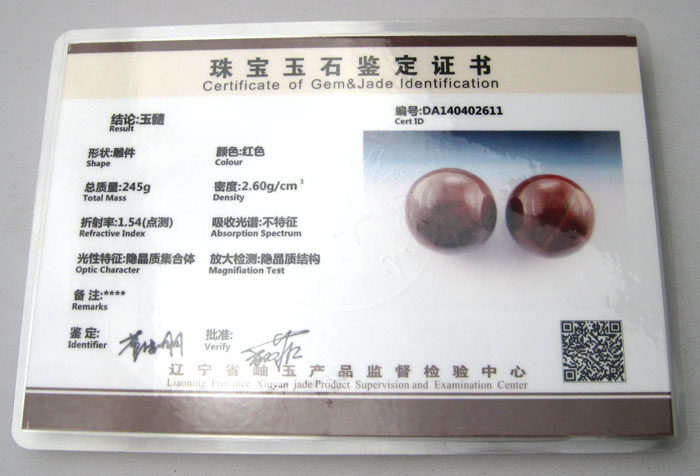 珠宝玉石鉴定证书
Certificate of Gem&Jade Identification
结论:玉髓
Result
编号:DA140402611
Cert ID
形状:雕件
Shape
颜色:红色
Colour
总质量:245g
Total Mass
密度:2.60g/cm³
Density
折射率:1.54(点测)
Refractive Index
吸收光谱:不特征
Absorption Spectrum
光性特征:隐晶质集合体
Optic Character
放大检测:隐晶质结构
Magnifiation Test
备 注:****
Remarks
鉴 定:
Identifier
批准:
Verify
辽宁省岫玉产品监督检验中心
Liaoning Province Xiuyan jade Product Supervision and Examination Center